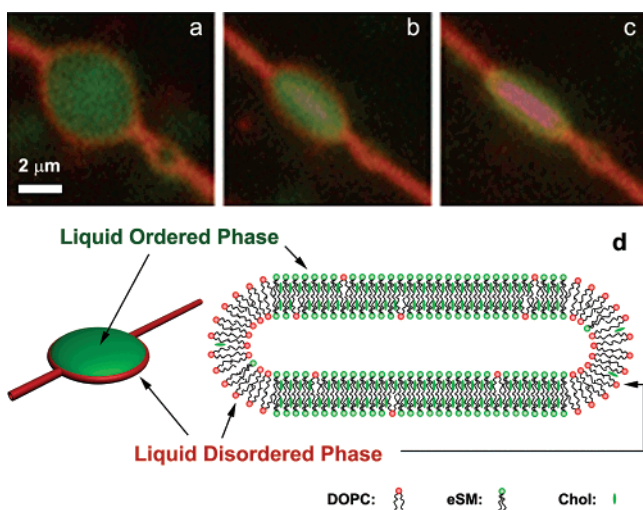 a
b
c
2 μm
d
Liquid Ordered Phase
Liquid Disordered Phase
DOPC:
eSM:
Chol: